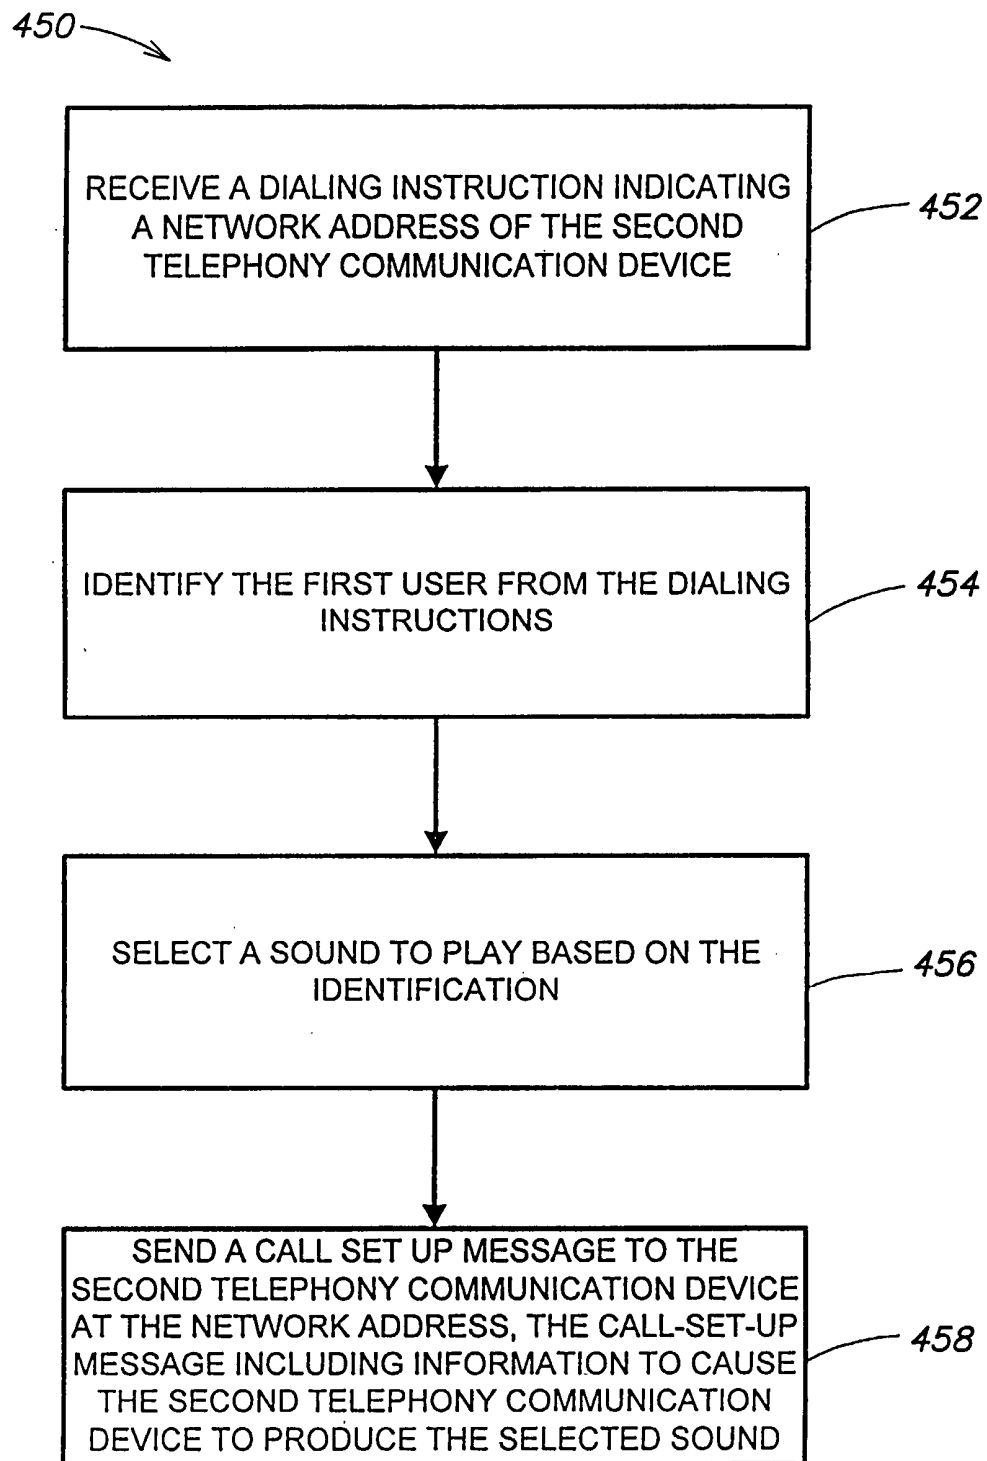 450
RECEIVE A DIALING INSTRUCTION INDICATING
A NETWORK ADDRESS OF THE SECOND
TELEPHONY COMMUNICATION DEVICE
452
IDENTIFY THE FIRST USER FROM THE DIALING
INSTRUCTIONS
454
SELECT A SOUND TO PLAY BASED ON THE
IDENTIFICATION
456
SEND A CALL SET UP MESSAGE TO THE
SECOND TELEPHONY COMMUNICATION DEVICE
AT THE NETWORK ADDRESS, THE CALL-SET-UP
MESSAGE INCLUDING INFORMATION TO CAUSE
THE SECOND TELEPHONY COMMUNICATION
DEVICE TO PRODUCE THE SELECTED SOUND
458